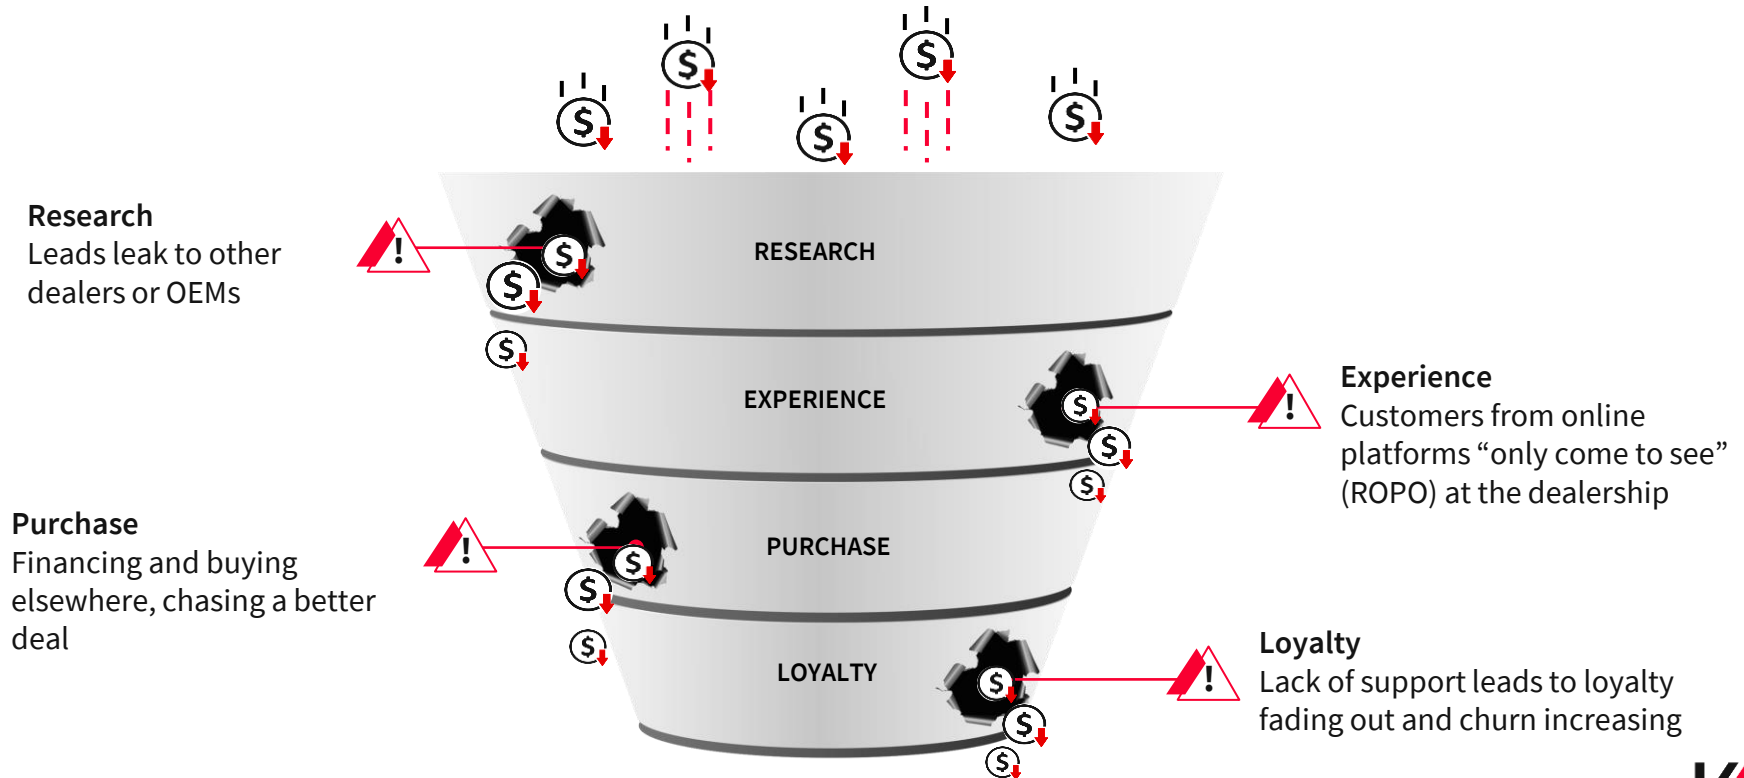 Research
Leads leak to other
dealers or OEMs
RESEARCH
EXPERIENCE
Experience
Customers from online
platforms “only come to see”
(ROPO) at the dealership
Purchase
Financing and buying
elsewhere, chasing a better
deal
PURCHASE
LOYALTY
Loyalty
Lack of support leads to loyalty
fading out and churn increasing